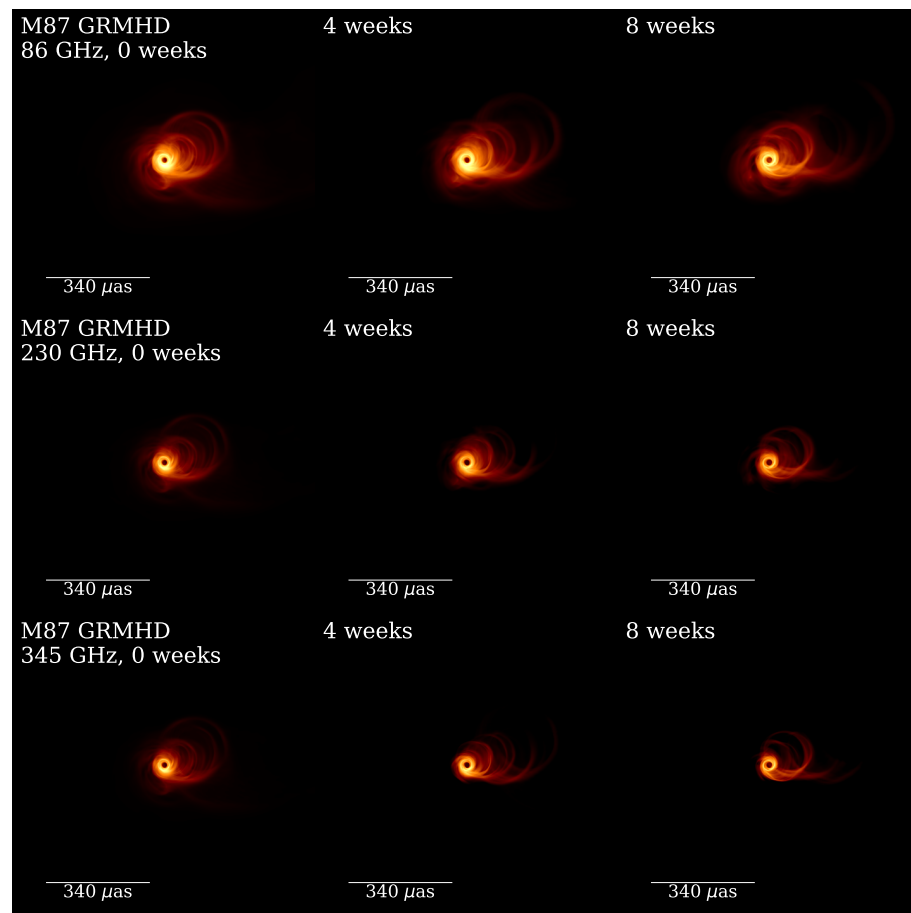 M87 GRMHD
86 GHz, 0 weeks
4 weeks
8 weeks
340 μas
340 μas
340 μas
M87 GRMHD
230 GHz, 0 weeks
4 weeks
8 weeks
340 μas
340 μas
340 μas
M87 GRMHD
345 GHz, 0 weeks
4 weeks
8 weeks
340 μas
340 μas
340 μas